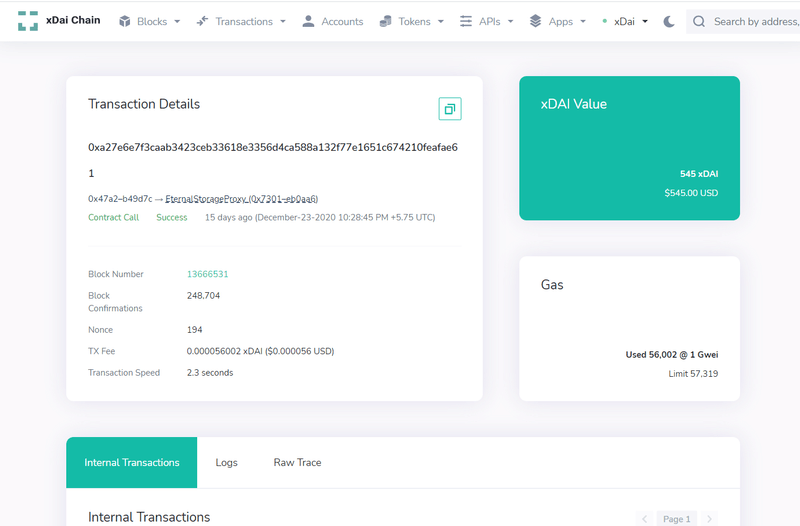 xDai Chain
Blocks
Transactions
Accounts
Tokens
APIs
Apps
xDai
Search by address,
Transaction Details
0xa27e6e7f3caab3423ceb33618e3356d4ca588a132f77e1651c674210feafae6
1
0x47a2–b49d7c → EternalStorageProxy (0x7301–eb0aa6)
Contract Call Success 15 days ago (December-23-2020 10:28:45 PM +5.75 UTC)
Block Number 13666531
Block
Confirmations 248,704
Nonce 194
TX Fee 0.000056002 xDAI ($0.000056 USD)
Transaction Speed 2.3 seconds
xDAI Value
545 xDAI
$545.00 USD
Gas
Used 56,002 @ 1 Gwei
Limit 57,319
Internal Transactions
Logs
Raw Trace
Internal Transactions
Page 1